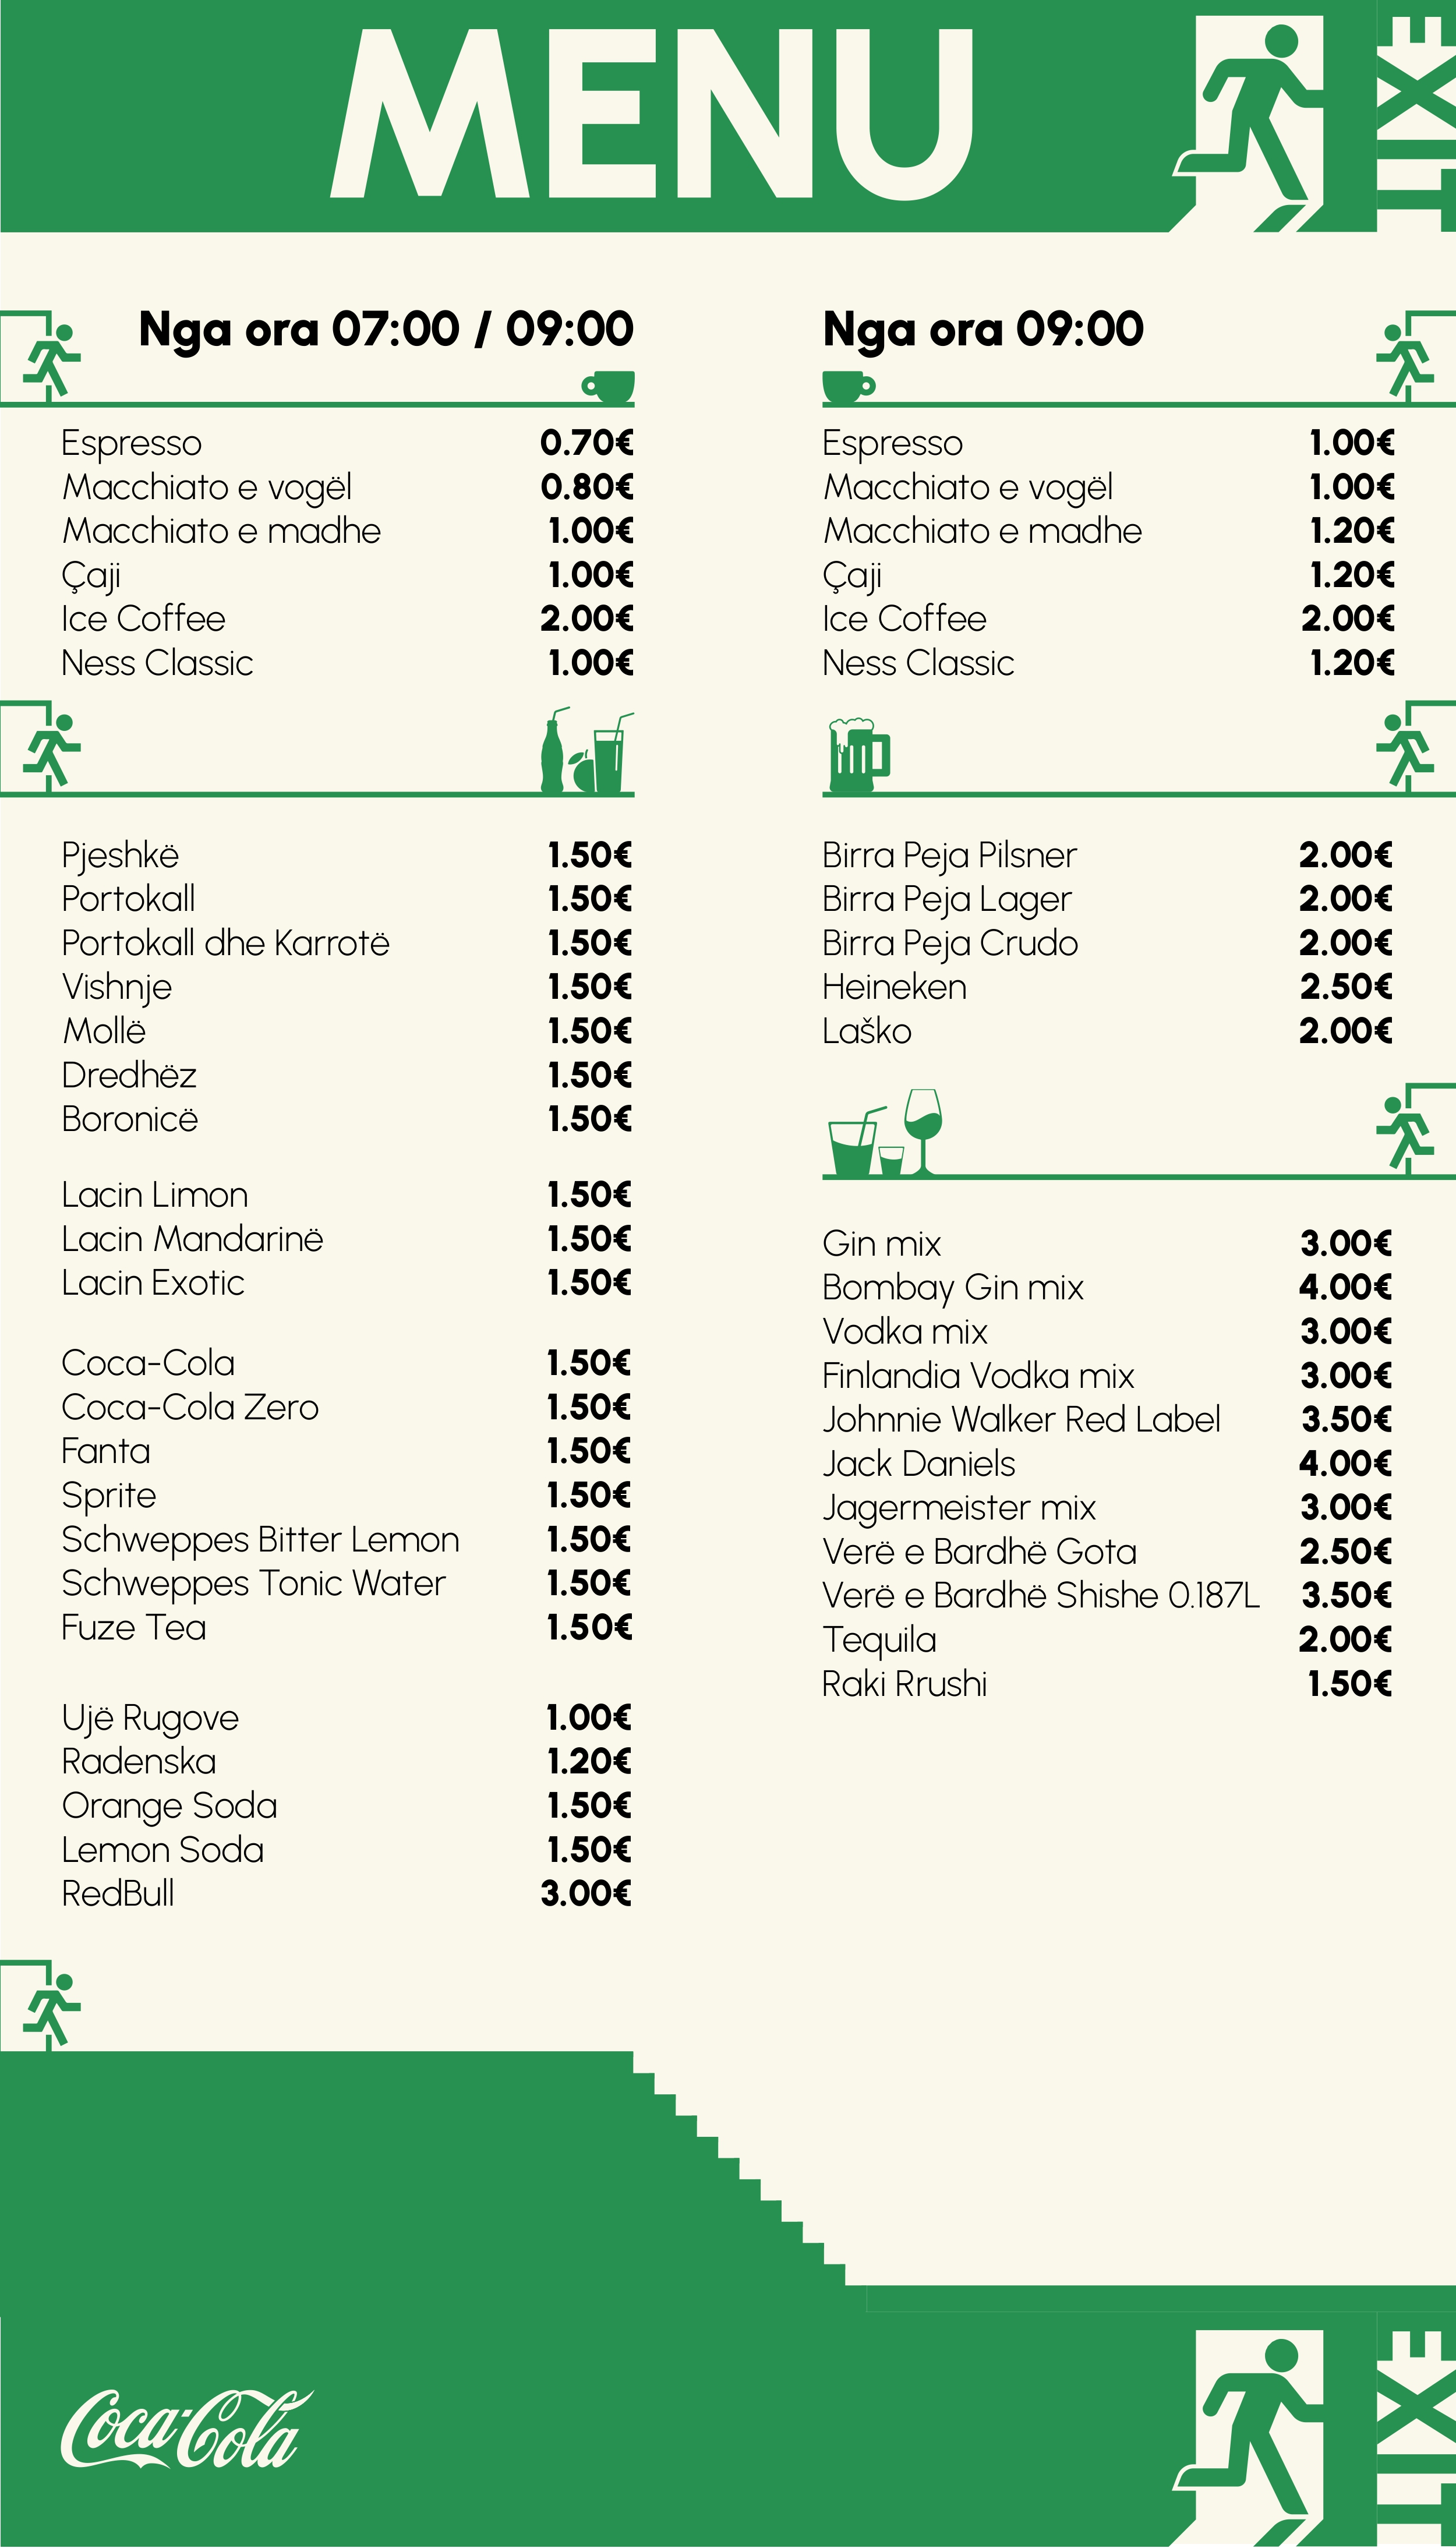 MENU
EXIT
Nga ora 07:00 / 09:00
Espresso 0.70€
Macchiato e vogël 0.80€
Macchiato e madhe 1.00€
Çaji 1.00€
Ice Coffee 2.00€
Ness Classic 1.00€
Pjeshkë 1.50€
Portokall 1.50€
Portokall dhe Karrotë 1.50€
Vishnje 1.50€
Mollë 1.50€
Dredhëz 1.50€
Boronicë 1.50€
Lacin Limon 1.50€
Lacin Mandarinë 1.50€
Lacin Exotic 1.50€
Coca-Cola 1.50€
Coca-Cola Zero 1.50€
Fanta 1.50€
Sprite 1.50€
Schweppes Bitter Lemon 1.50€
Schweppes Tonic Water 1.50€
Fuze Tea 1.50€
Ujë Rugove 1.00€
Radenska 1.20€
Orange Soda 1.50€
Lemon Soda 1.50€
RedBull 3.00€
Nga ora 09:00
Espresso 1.00€
Macchiato e vogël 1.00€
Macchiato e madhe 1.20€
Çaji 1.20€
Ice Coffee 2.00€
Ness Classic 1.20€
Birra Peja Pilsner 2.00€
Birra Peja Lager 2.00€
Birra Peja Crudo 2.00€
Heineken 2.50€
Laško 2.00€
Gin mix 3.00€
Bombay Gin mix 4.00€
Vodka mix 3.00€
Finlandia Vodka mix 3.00€
Johnnie Walker Red Label 3.50€
Jack Daniels 4.00€
Jagermeister mix 3.00€
Verë e Bardhë Gota 2.50€
Verë e Bardhë Shishe 0.187L 3.50€
Tequila 2.00€
Raki Rrushi 1.50€
Coca-Cola
EXIT